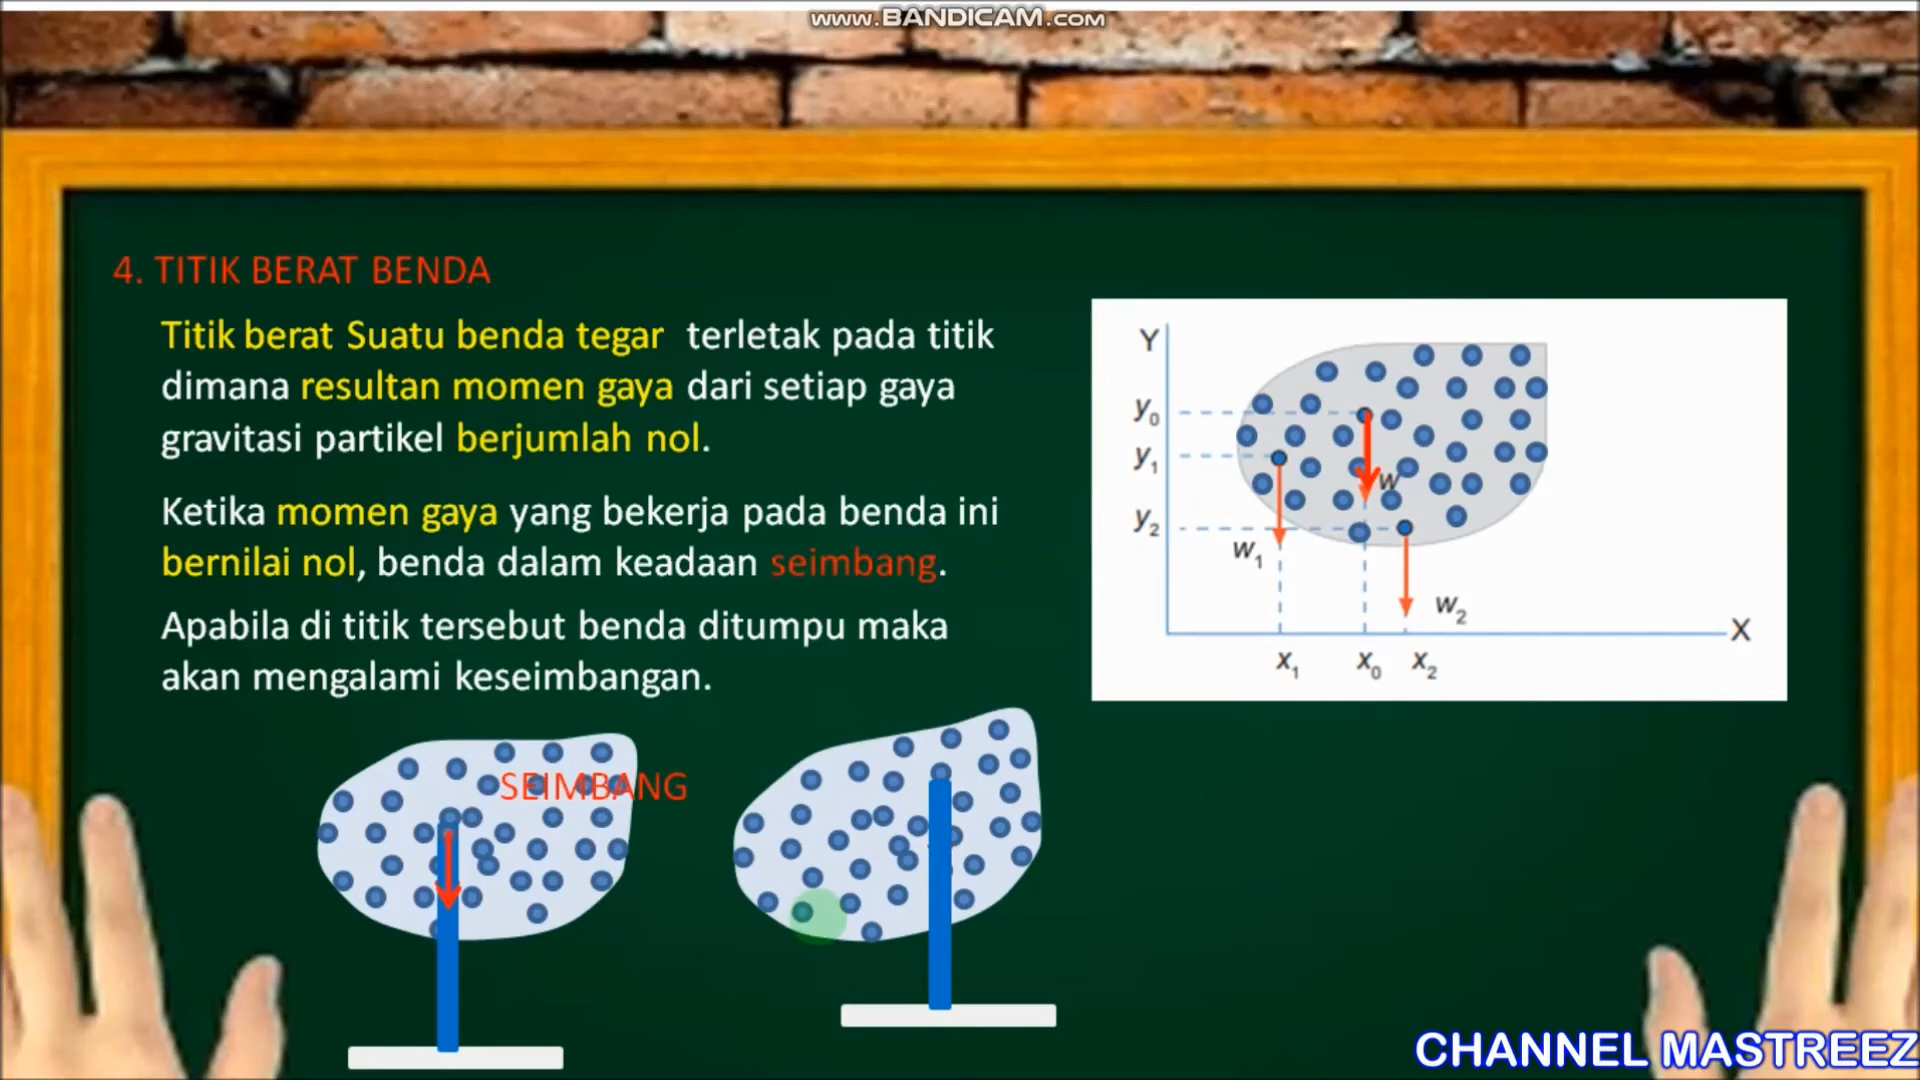 www.BANDICAM.COM
4. TITIK BERAT BENDA
Titik berat Suatu benda tegar terletak pada titik
dimana resultan momen gaya dari setiap gaya
gravitasi partikel berjumlah nol.
Ketika momen gaya yang bekerja pada benda ini
bernilai nol, benda dalam keadaan seimbang.
Apabila di titik tersebut benda ditumpu maka
akan mengalami keseimbangan.
Y
y₀
y₁
w
y₂
w₁
w₂
X
x₁ x₀ x₂
SEIMBANG
CHANNEL MASTREEZ